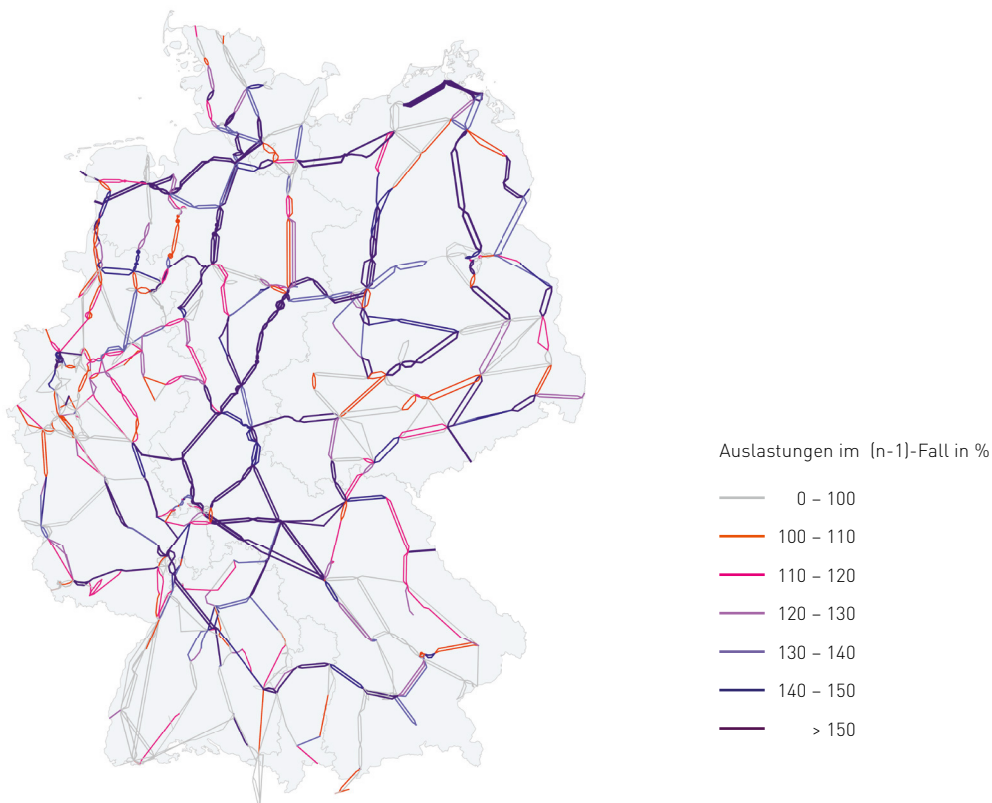 Auslastungen im (n-1)-Fall in %
0 – 100
100 – 110
110 – 120
120 – 130
130 – 140
140 – 150
> 150